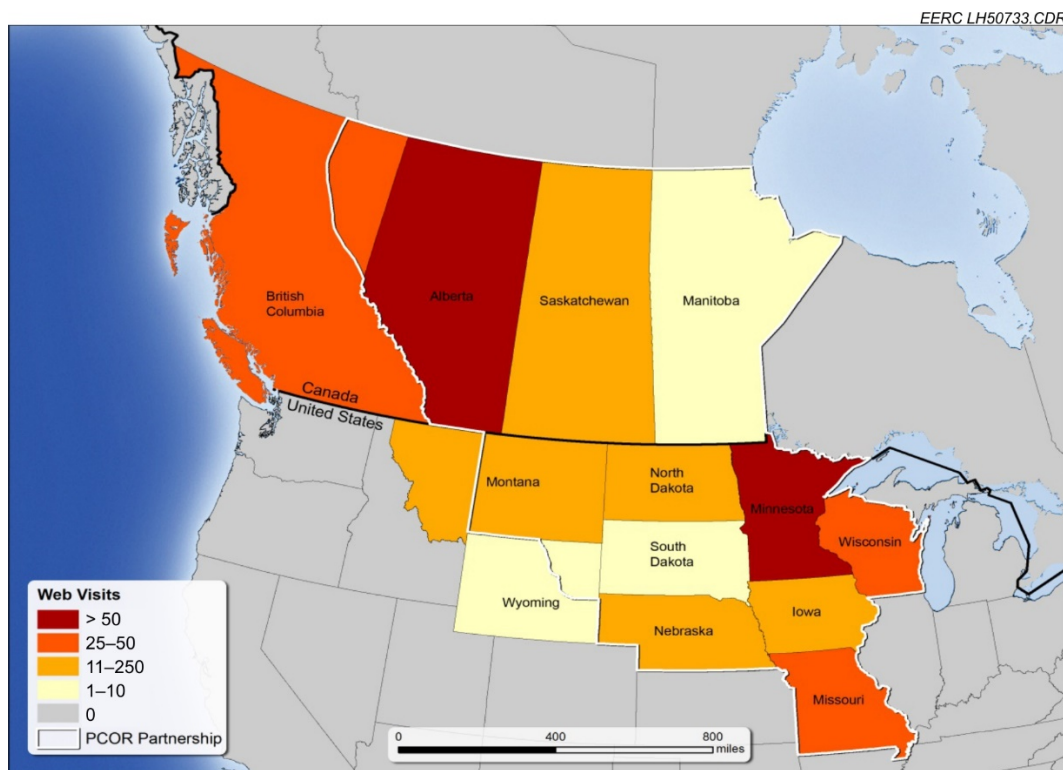 EERC LH50733.CDR
British
Columbia
Alberta
Saskatchewan
Manitoba
Canada
United States
Montana
North
Dakota
Minnesota
South
Dakota
Wisconsin
Wyoming
Iowa
Nebraska
Missouri
Web Visits
> 50
25–50
11–250
1–10
0
PCOR Partnership
0 400 800
miles